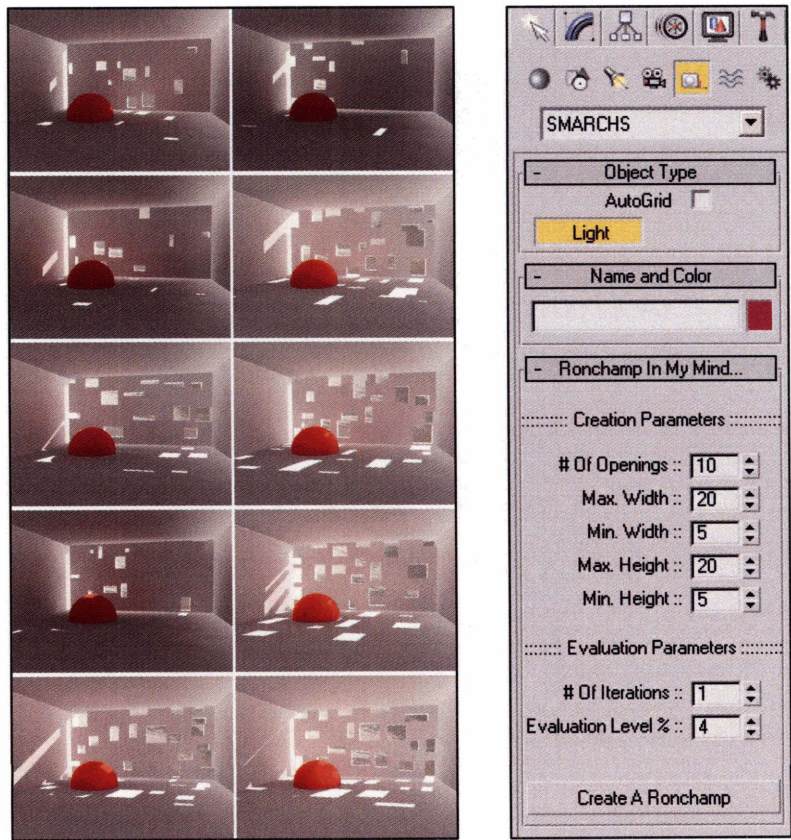 SMARCHS
- Object Type
AutoGrid
Light
- Name and Color
- Ronchamp In My Mind...
Creation Parameters
# Of Openings :: 10
Max. Width :: 20
Min. Width :: 5
Max. Height :: 20
Min. Height :: 5
Evaluation Parameters
# Of Iterations :: 1
Evaluation Level % :: 4
Create A Ronchamp